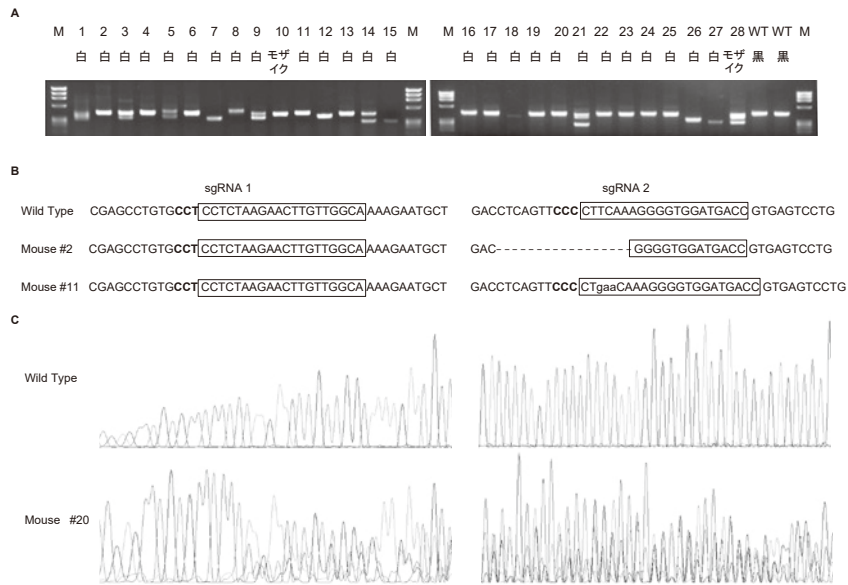 A
M 1 2 3 4 5 6 7 8 9 10 11 12 13 14 15 M 16 17 18 19 20 21 22 23 24 25 26 27 28 WT WT M
白 白 白 白 白 白 白 白 白 モザ 白 白 白 白 白 白 白 白 白 白 白 白 白 白 白 白 白 モザ 黒 黒
イク イク
B
sgRNA 1 sgRNA 2
Wild Type CGAGCCTGTGCCTCCTCTAAGAACTTGTTGGCAAAAGAATGCT GACCTCAGTTCCCCTTCAAAGGGGTGGATGACCGTGAGTCCTG
Mouse #2 CGAGCCTGTGCCTCCTCTAAGAACTTGTTGGCAAAAGAATGCT GAC-----------------GGGGTGGATGACCGTGAGTCCTG
Mouse #11 CGAGCCTGTGCCTCCTCTAAGAACTTGTTGGCAAAAGAATGCT GACCTCAGTTCCCCTgaaCAAAGGGGTGGATGACCGTGAGTCCTG
C
Wild Type
Mouse #20